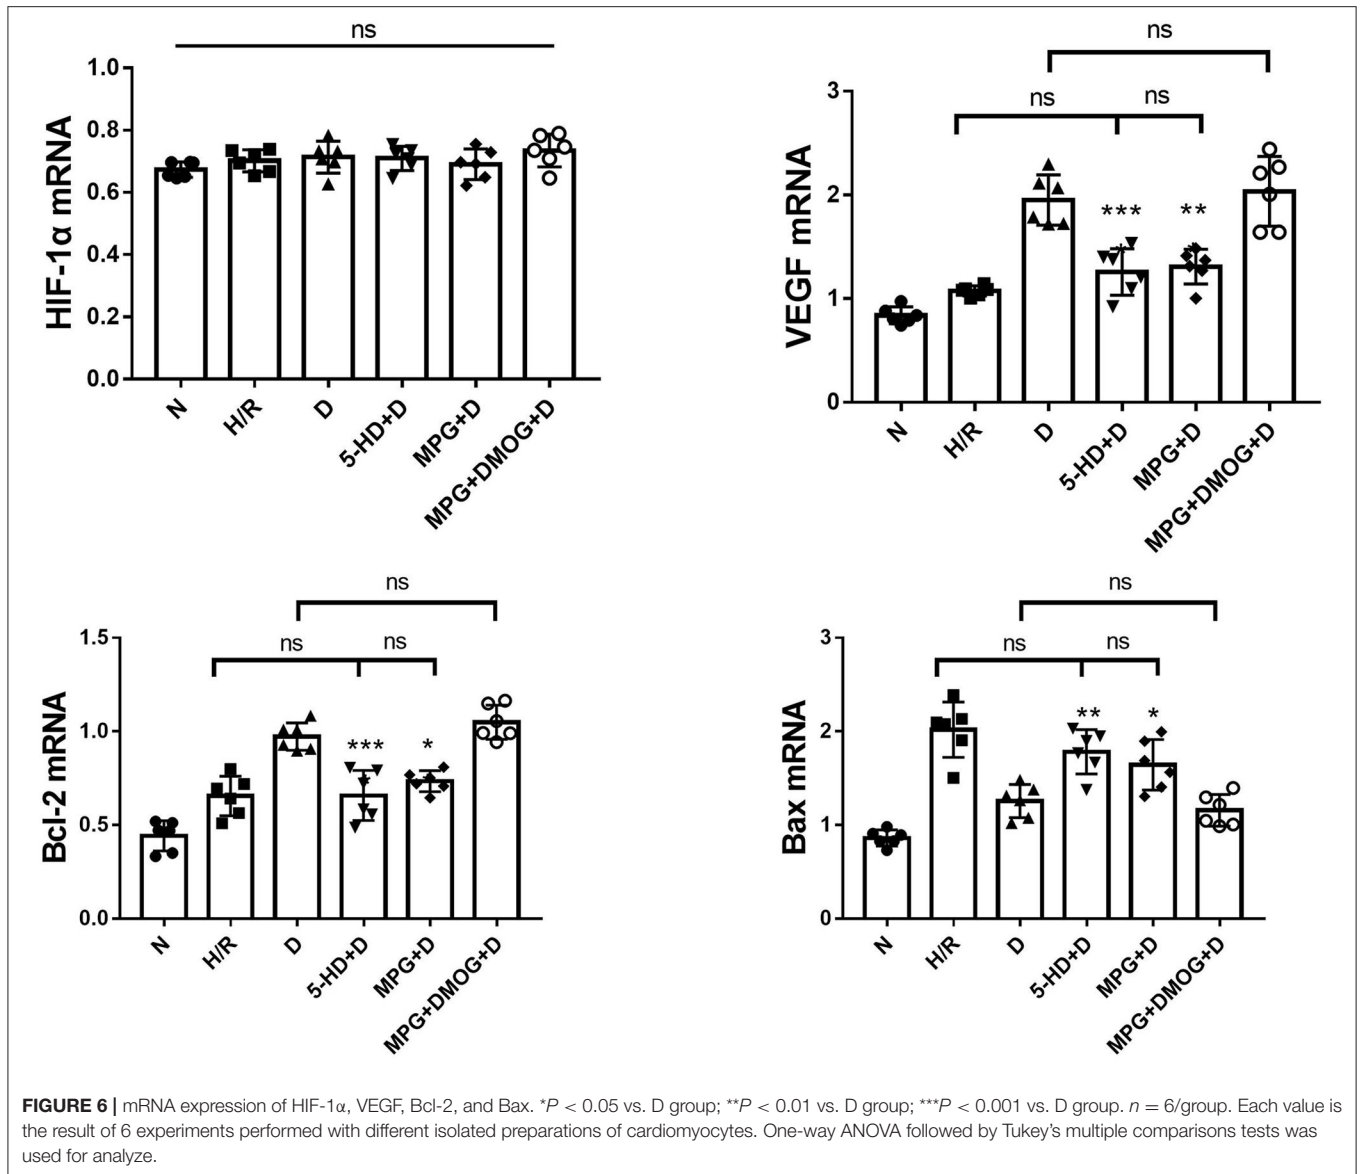 ns
1.0
0.8
0.6
0.4
0.2
0.0
HIF-1α mRNA
N
H/R
D
5-HD+D
MPG+D
MPG+DMOG+D
ns
ns
ns
3
2
1
0
VEGF mRNA
***
**
N
H/R
D
5-HD+D
MPG+D
MPG+DMOG+D
ns
ns
ns
1.5
1.0
0.5
0.0
Bcl-2 mRNA
***
*
N
H/R
D
5-HD+D
MPG+D
MPG+DMOG+D
ns
ns
ns
3
2
1
0
Bax mRNA
**
*
N
H/R
D
5-HD+D
MPG+D
MPG+DMOG+D
FIGURE 6 | mRNA expression of HIF-1α, VEGF, Bcl-2, and Bax. *P < 0.05 vs. D group; **P < 0.01 vs. D group; ***P < 0.001 vs. D group. n = 6/group. Each value is
the result of 6 experiments performed with different isolated preparations of cardiomyocytes. One-way ANOVA followed by Tukey's multiple comparisons tests was
used for analyze.